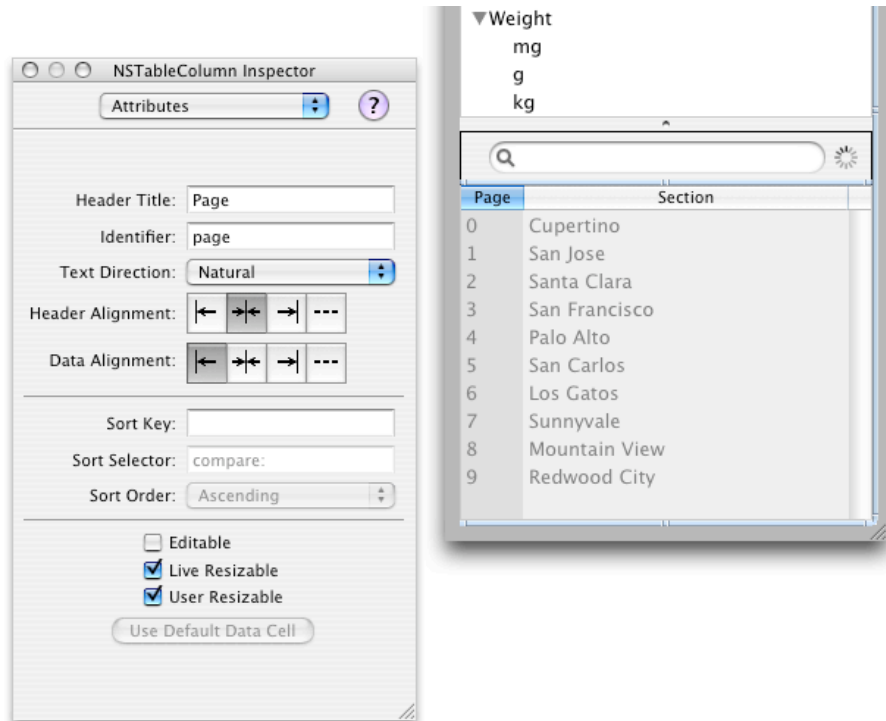 NSTableColumn Inspector
Attributes
?
Header Title: Page
Identifier: page
Text Direction: Natural
Header Alignment:
Data Alignment:
Sort Key:
Sort Selector: compare:
Sort Order: Ascending
Editable
Live Resizable
User Resizable
Use Default Data Cell
Weight
mg
g
kg
Page Section
0 Cupertino
1 San Jose
2 Santa Clara
3 San Francisco
4 Palo Alto
5 San Carlos
6 Los Gatos
7 Sunnyvale
8 Mountain View
9 Redwood City